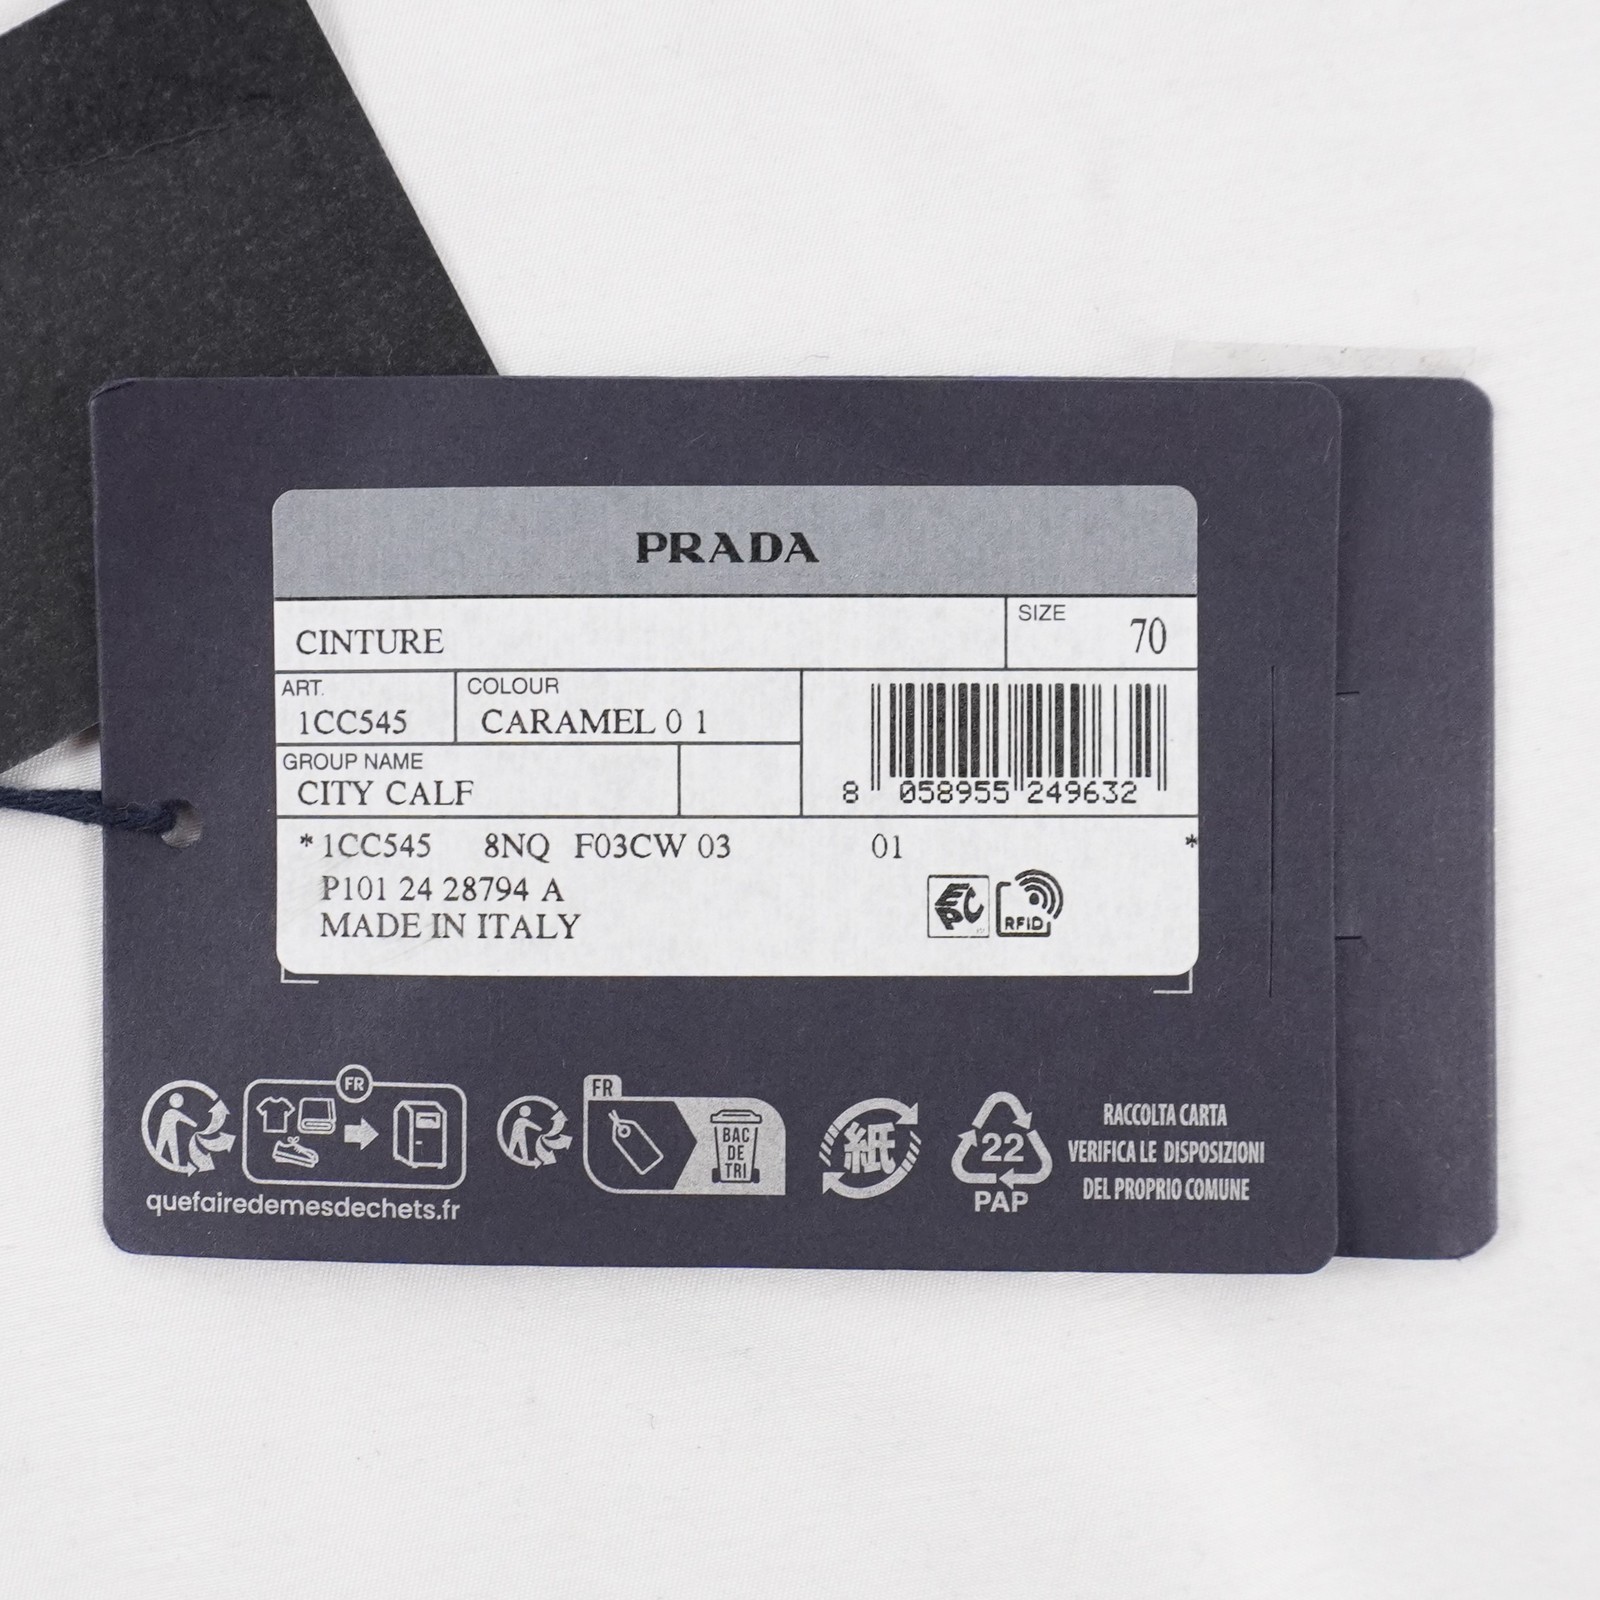 PRADA
CINTURE
SIZE 70
ART.
1CC545
COLOUR
CARAMEL 0 1
GROUP NAME
CITY CALF
8 058955 249632
* 1CC545 8NQ F03CW 03 01 *
P101 24 28794 A
MADE IN ITALY
EPC
RFID
FR
quefairedemesdechets.fr
FR
BAC
DE
TRI
紙
22
PAP
RACCOLTA CARTA
VERIFICA LE DISPOSIZIONI
DEL PROPRIO COMUNE